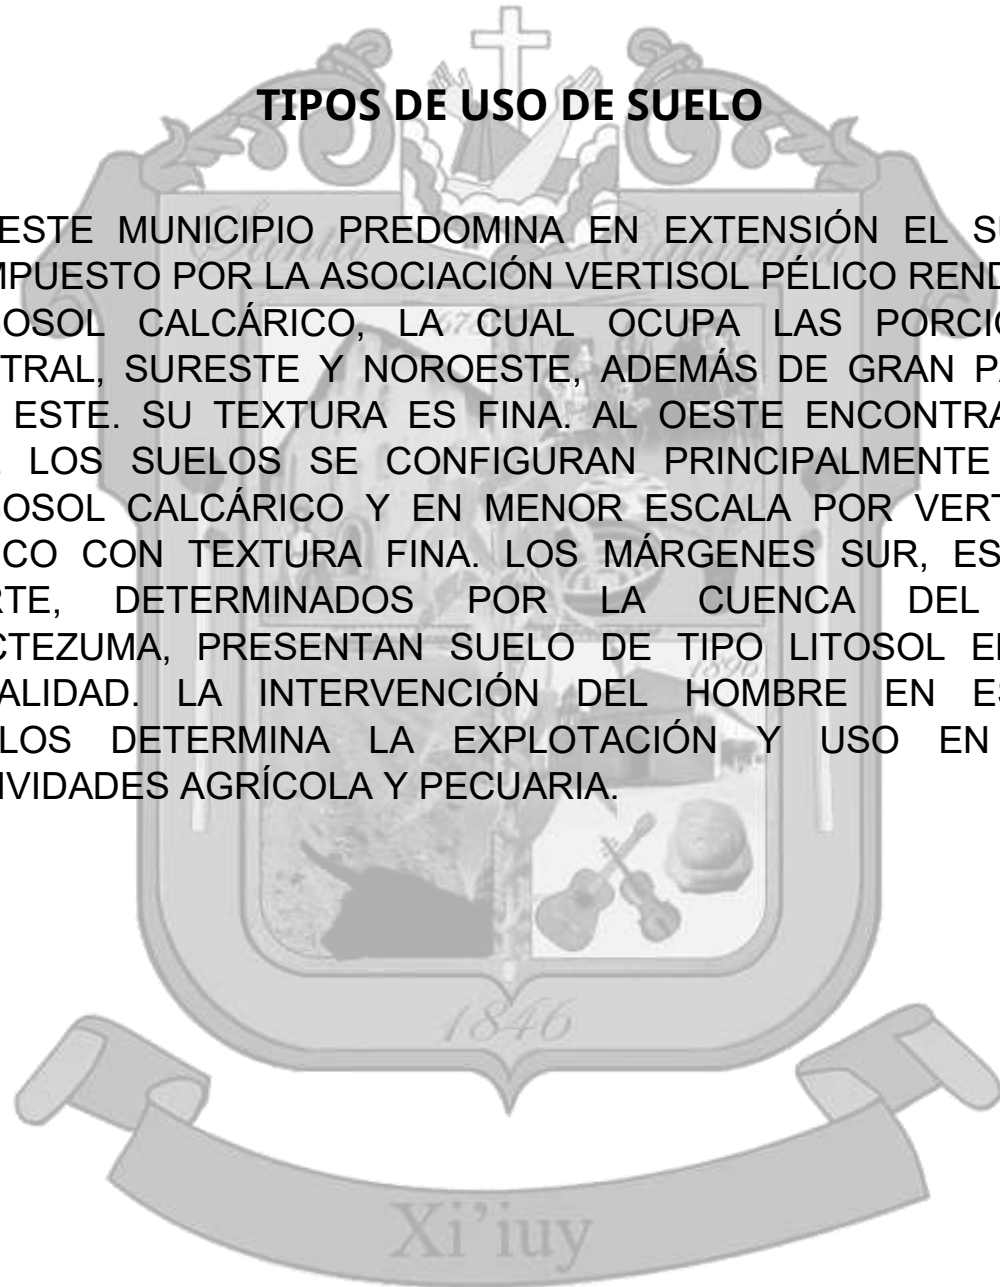 TIPOS DE USO DE SUELO
ESTE MUNICIPIO PREDOMINA EN EXTENSIÓN EL SU
MPUESTO POR LA ASOCIACIÓN VERTISOL PÉLICO REND
OSOL CALCÁRICO, LA CUAL OCUPA LAS PORCIO
TRAL, SURESTE Y NOROESTE, ADEMÁS DE GRAN PA
ESTE. SU TEXTURA ES FINA. AL OESTE ENCONTRA
LOS SUELOS SE CONFIGURAN PRINCIPALMENTE
OSOL CALCÁRICO Y EN MENOR ESCALA POR VERT
ICO CON TEXTURA FINA. LOS MÁRGENES SUR, ES
RTE, DETERMINADOS POR LA CUENCA DEL
CTEZUMA, PRESENTAN SUELO DE TIPO LITOSOL EN
ALIDAD. LA INTERVENCIÓN DEL HOMBRE EN ES
LOS DETERMINA LA EXPLOTACIÓN Y USO EN
IVIDADES AGRÍCOLA Y PECUARIA.
1846
Xi'iuy